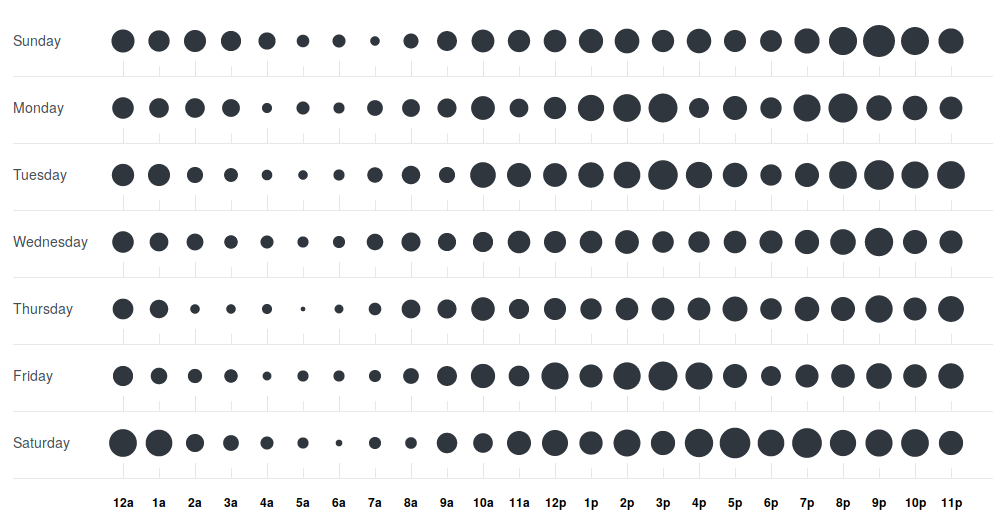 Sunday
Monday
Tuesday
Wednesday
Thursday
Friday
Saturday
12a 1a 2a 3a 4a 5a 6a 7a 8a 9a 10a 11a 12p 1p 2p 3p 4p 5p 6p 7p 8p 9p 10p 11p